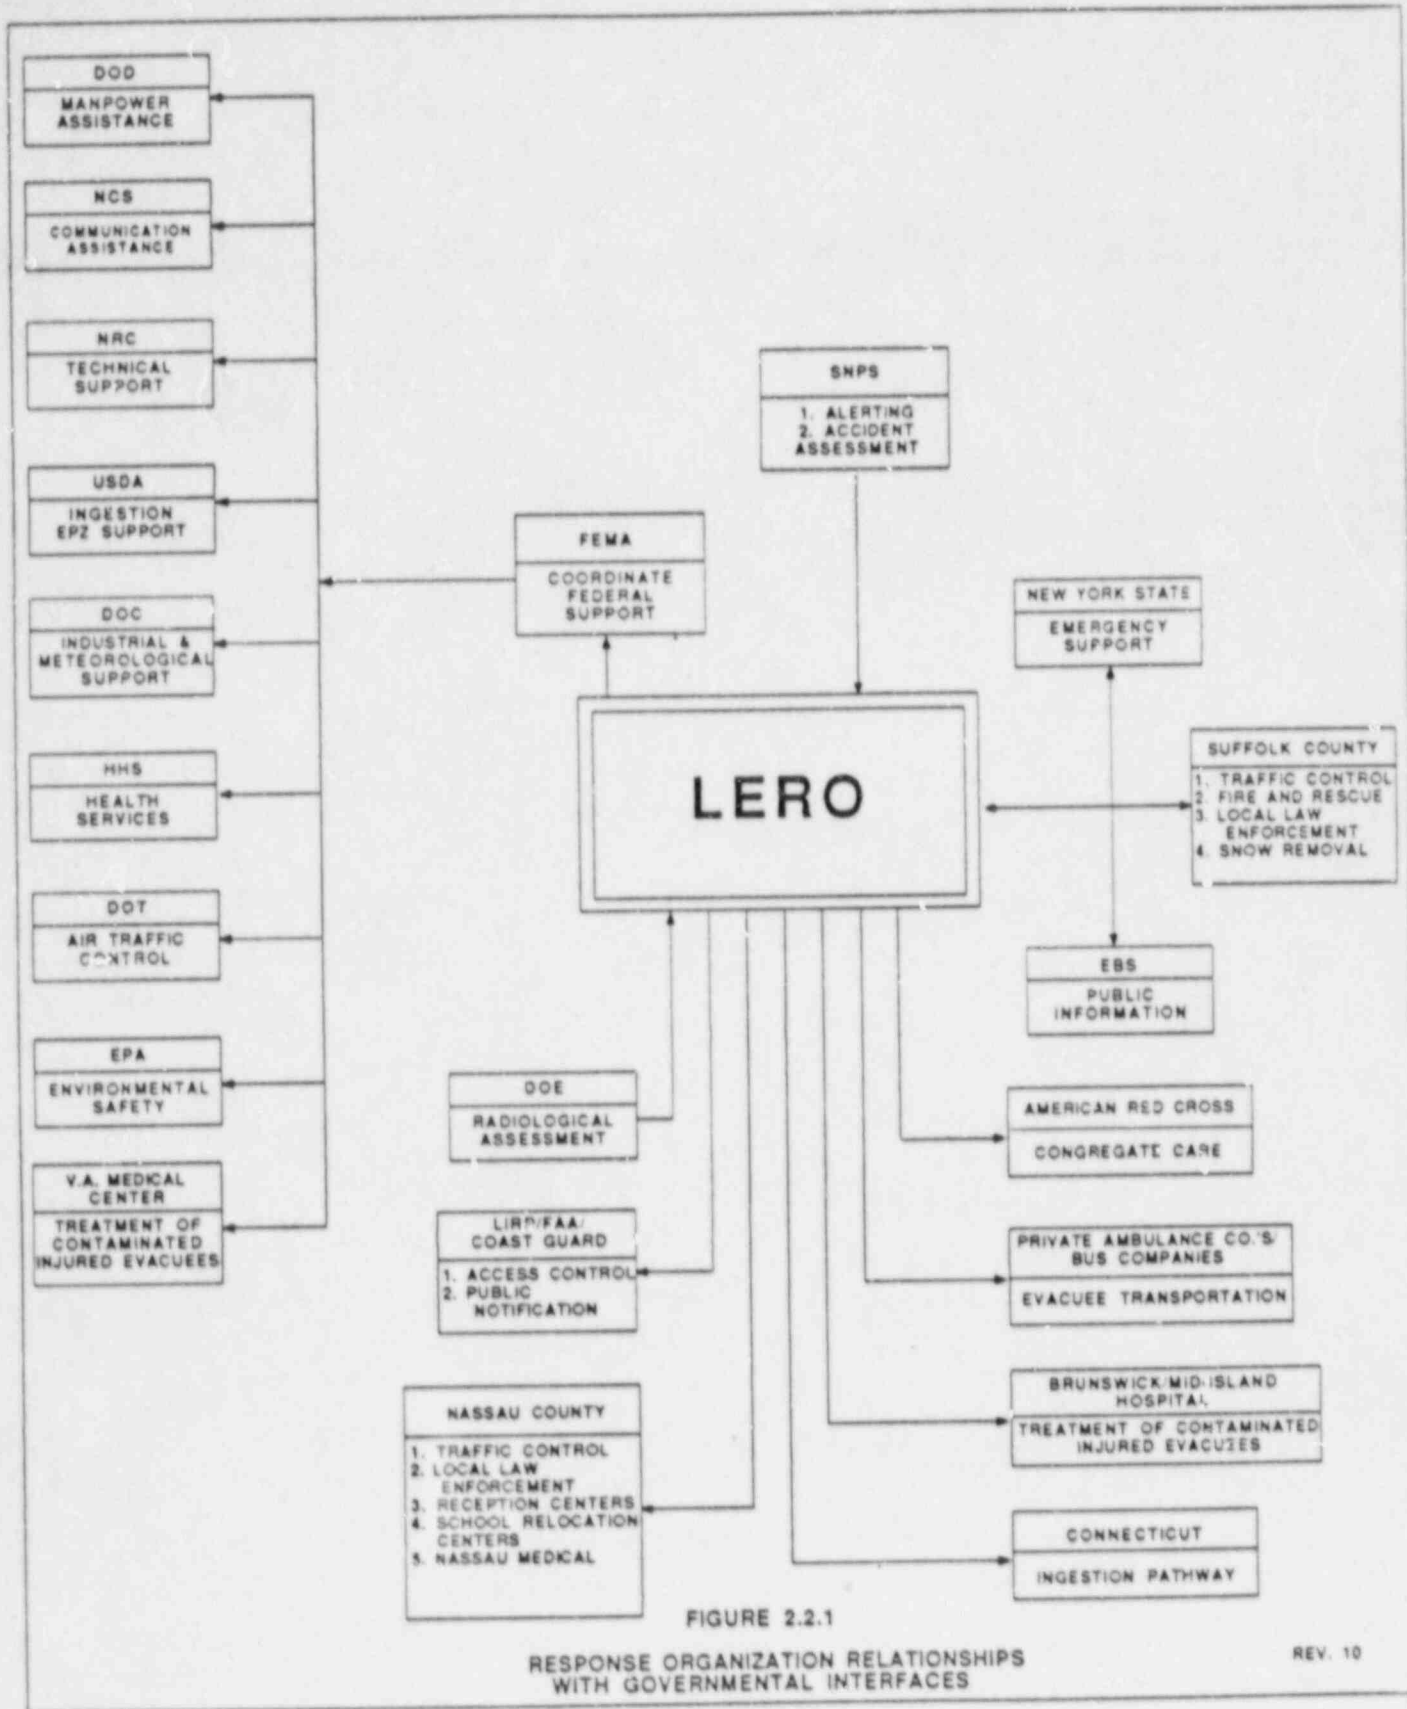 DOD
MANPOWER
ASSISTANCE
NCS
COMMUNICATION
ASSISTANCE
NRC
TECHNICAL
SUPPORT
USDA
INGESTION
EPZ SUPPORT
DOC
INDUSTRIAL &
METEOROLOGICAL
SUPPORT
HHS
HEALTH
SERVICES
DOT
AIR TRAFFIC
CONTROL
EPA
ENVIRONMENTAL
SAFETY
V.A. MEDICAL
CENTER
TREATMENT OF
CONTAMINATED
INJURED EVACUEES
SNPS
1. ALERTING
2. ACCIDENT
ASSESSMENT
FEMA
COORDINATE
FEDERAL
SUPPORT
NEW YORK STATE
EMERGENCY
SUPPORT
LERO
SUFFOLK COUNTY
1. TRAFFIC CONTROL
2. FIRE AND RESCUE
3. LOCAL LAW
ENFORCEMENT
4. SNOW REMOVAL
EBS
PUBLIC
INFORMATION
DOE
RADIOLOGICAL
ASSESSMENT
LIRR/FAA/
COAST GUARD
1. ACCESS CONTROL
2. PUBLIC
NOTIFICATION
NASSAU COUNTY
1. TRAFFIC CONTROL
2. LOCAL LAW
ENFORCEMENT
3. RECEPTION CENTERS
4. SCHOOL RELOCATION
CENTERS
5. NASSAU MEDICAL
AMERICAN RED CROSS
CONGREGATE CARE
PRIVATE AMBULANCE CO.'S/
BUS COMPANIES
EVACUEE TRANSPORTATION
BRUNSWICK/MID-ISLAND
HOSPITAL
TREATMENT OF CONTAMINATED
INJURED EVACUEES
CONNECTICUT
INGESTION PATHWAY
FIGURE 2.2.1
RESPONSE ORGANIZATION RELATIONSHIPS
WITH GOVERNMENTAL INTERFACES
REV. 10